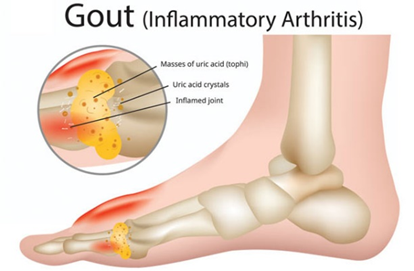 Gout (Inflammatory Arthritis)
Masses of uric acid (tophi)
Uric acid crystals
Inflamed joint